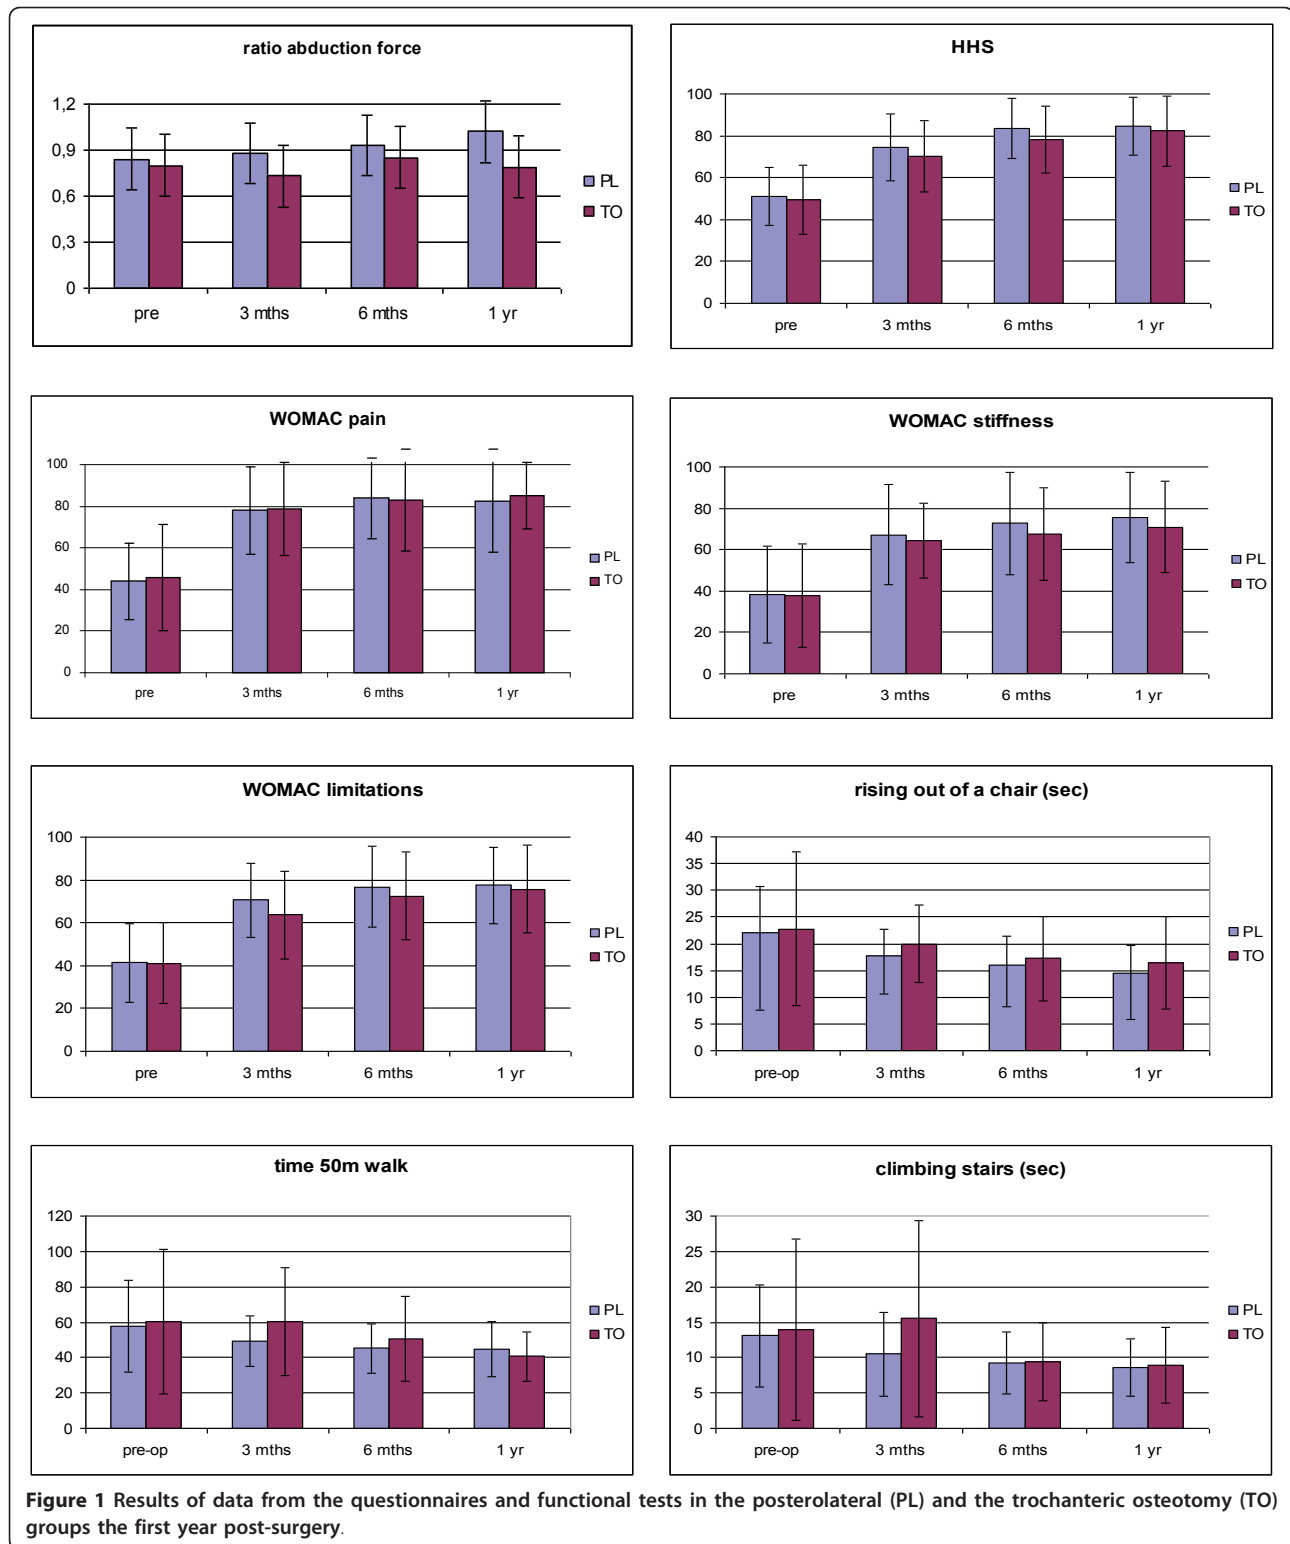 ratio abduction force
1,2
0,9
0,6
0,3
0
pre 3 mths 6 mths 1 yr
PL
TO
HHS
100
80
60
40
20
0
pre 3 mths 6 mths 1 yr
PL
TO
WOMAC pain
100
80
60
40
20
0
pre 3 mths 6 mths 1 yr
PL
TO
WOMAC stiffness
100
80
60
40
20
0
pre 3 mths 6 mths 1 yr
PL
TO
WOMAC limitations
100
80
60
40
20
0
pre 3 mths 6 mths 1 yr
PL
TO
rising out of a chair (sec)
40
35
30
25
20
15
10
5
0
pre-op 3 mths 6 mths 1 yr
PL
TO
time 50m walk
120
100
80
60
40
20
0
pre-op 3 mths 6 mths 1 yr
PL
TO
climbing stairs (sec)
30
25
20
15
10
5
0
pre-op 3 mths 6 mths 1 yr
PL
TO
Figure 1 Results of data from the questionnaires and functional tests in the posterolateral (PL) and the trochanteric osteotomy (TO)
groups the first year post-surgery.